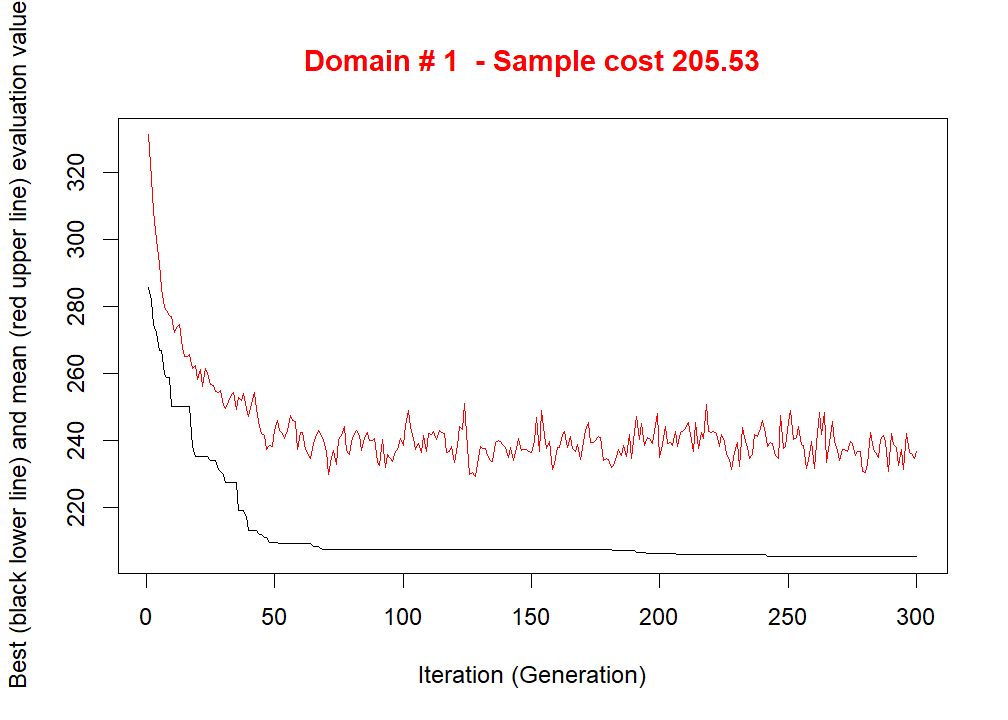 Domain # 1  - Sample cost 205.53
Best (black lower line) and mean (red upper line) evaluation value
320
300
280
260
240
220
0 50 100 150 200 250 300
Iteration (Generation)